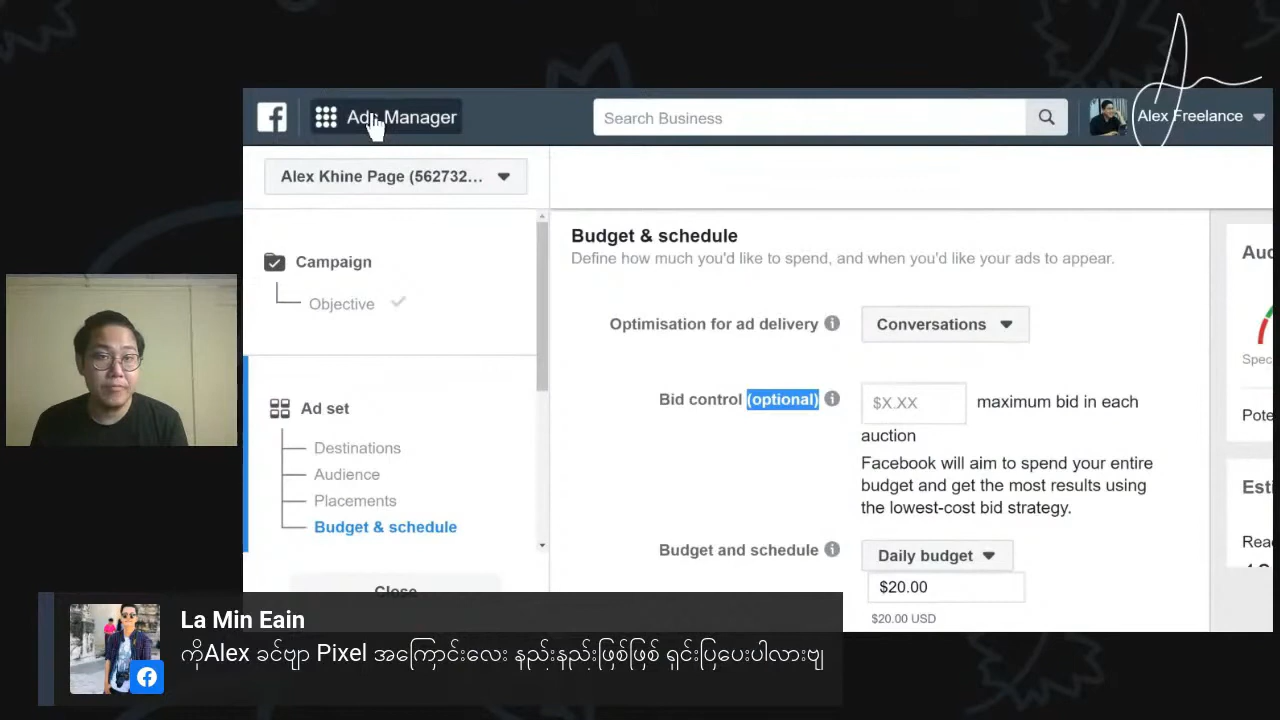 Ads Manager
Search Business
Alex Freelance
Alex Khine Page (562732...
Campaign
Objective
Ad set
Destinations
Audience
Placements
Budget & schedule
Close
Budget & schedule
Define how much you'd like to spend, and when you'd like your ads to appear.
Optimisation for ad delivery
Conversations
Bid control (optional)
$X.XX
maximum bid in each
auction
Facebook will aim to spend your entire
budget and get the most results using
the lowest-cost bid strategy.
Budget and schedule
Daily budget
$20.00
$20.00 USD
La Min Eain
ကိုAlex ခင်ဗျာ Pixel အကြောင်းလေး နည်းနည်းဖြစ်ဖြစ် ရှင်းပြပေးပါလားဗျ